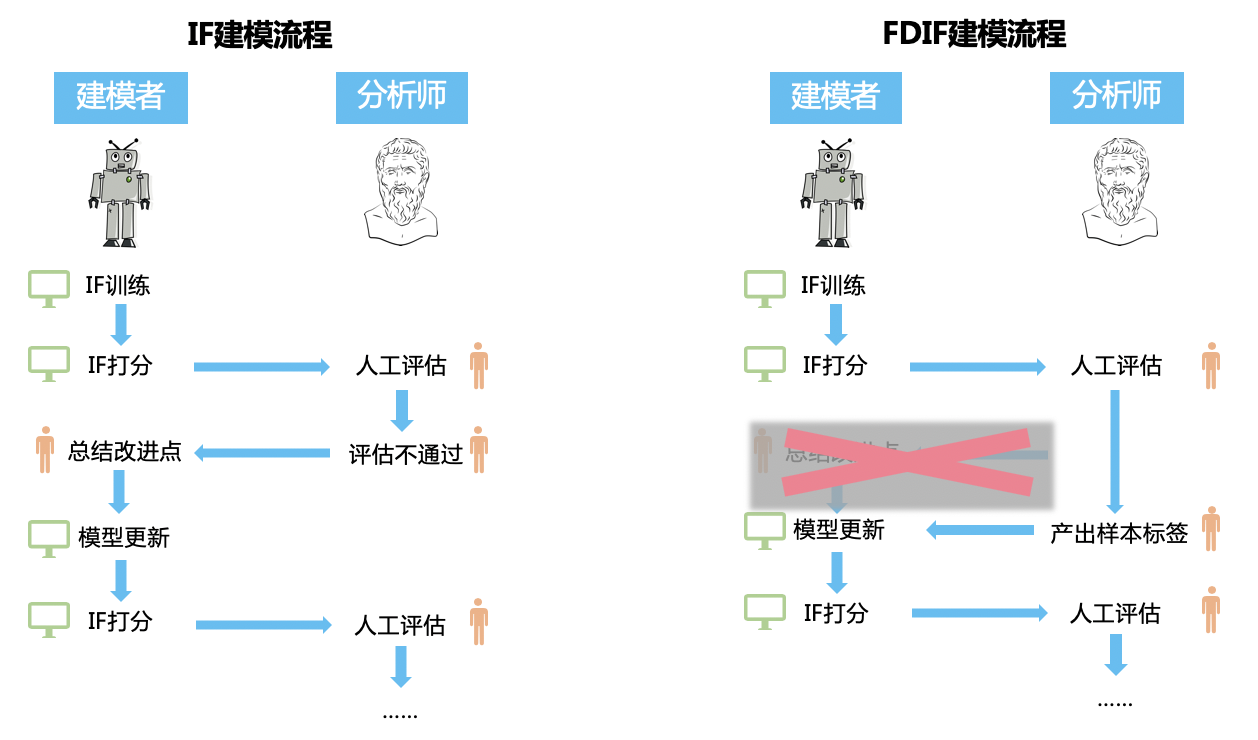 IF建模流程
建模者
分析师
IF训练
IF打分
人工评估
总结改进点
评估不通过
模型更新
IF打分
人工评估
……
FDIF建模流程
建模者
分析师
IF训练
IF打分
人工评估
模型更新
产出样本标签
IF打分
人工评估
……